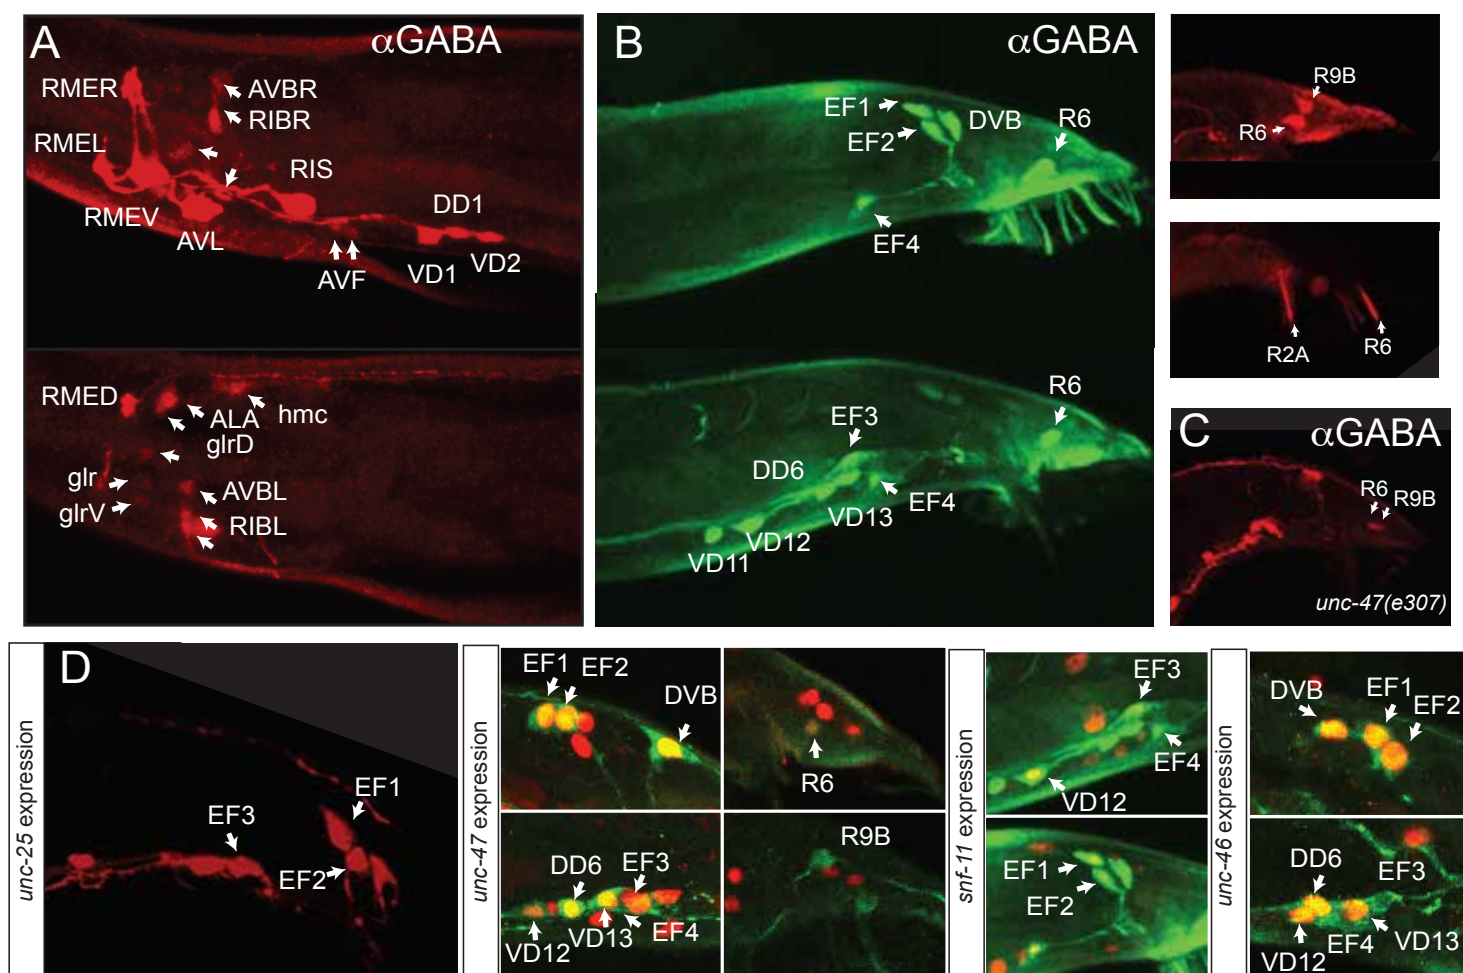 A
αGABA
RMER
AVBR
RIBR
RMEL
RIS
RMEV
AVL
DD1
AVF
VD1
VD2
RMED
ALA
hmc
glrD
glr
glrV
AVBL
RIBL
B
αGABA
EF1
EF2
DVB
R6
EF4
R6
EF3
DD6
EF4
VD13
VD12
VD11
R9B
R6
R2A
R6
C
αGABA
R6
R9B
unc-47(e307)
D
unc-25 expression
EF1
EF3
EF2
unc-47 expression
EF1 EF2
DVB
R6
DD6
EF3
VD12
VD13
EF4
R9B
snf-11 expression
EF3
EF4
VD12
EF1
EF2
unc-46 expression
DVB
EF1
EF2
DD6
EF3
EF4
VD13
VD12